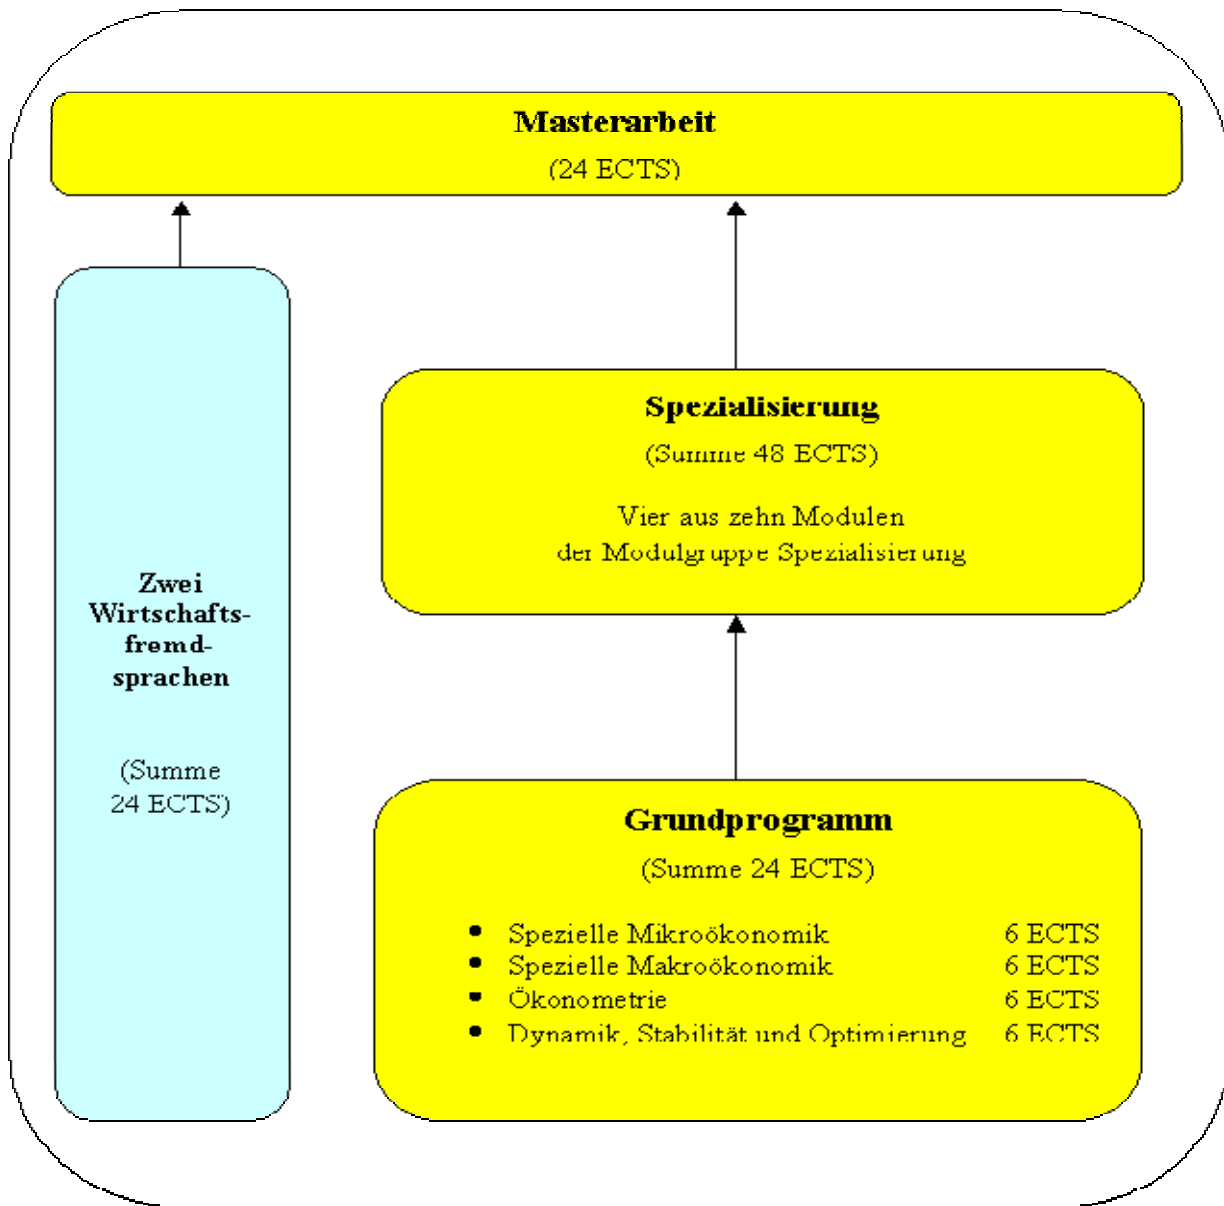 Masterarbeit
(24 ECTS)
Spezialisierung
(Summe 48 ECTS)
Vier aus zehn Modulen
der Modulgruppe Spezialisierung
Zwei
Wirtschafts-
fremd-
sprachen
(Summe
24 ECTS)
Grundprogramm
(Summe 24 ECTS)
• Spezielle Mikroökonomik 6 ECTS
• Spezielle Makroökonomik 6 ECTS
• Ökonometrie 6 ECTS
• Dynamik, Stabilität und Optimierung 6 ECTS